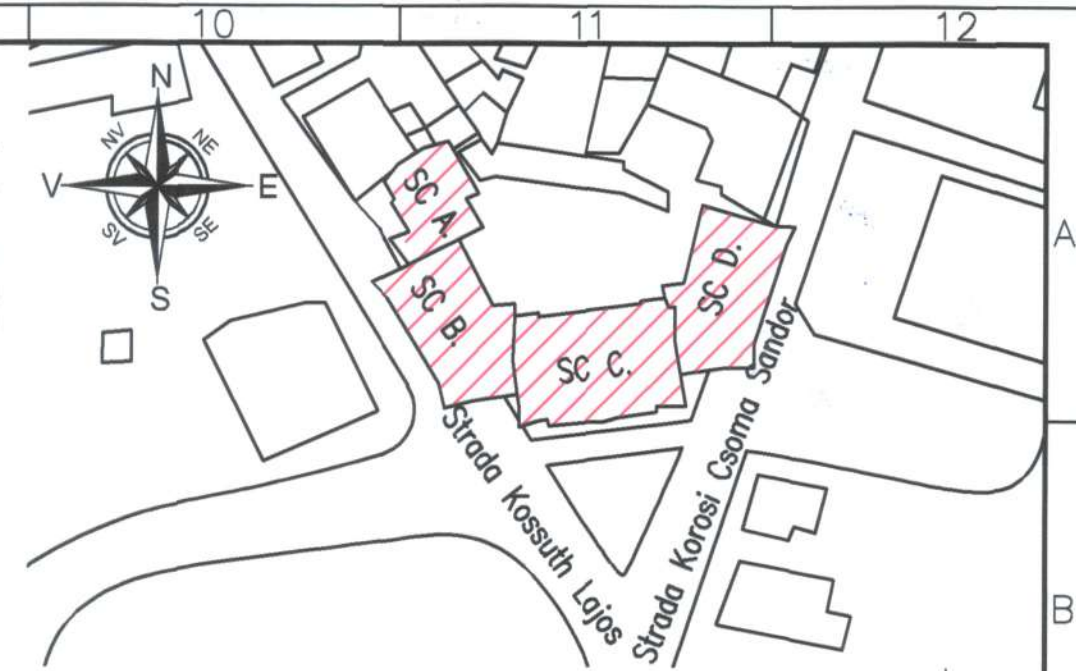 10 11 12
N
NV NE
V E
SV SE
S
A
B
SC A.
SC B.
SC C.
SC D.
Strada Kossuth Lajos
Strada Korosi Csoma Sandor